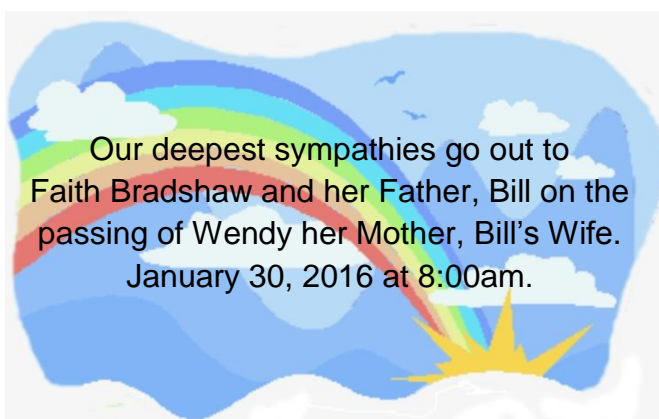 Our deepest sympathies go out to
Faith Bradshaw and her Father, Bill on the
passing of Wendy her Mother, Bill’s Wife.
January 30, 2016 at 8:00am.